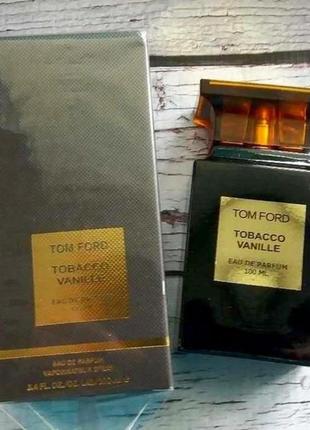 TOM FORD
TOBACCO
VANILLE
EAU DE PARFUM
EAU DE PARFUM
VAPORISATEUR SPRAY
TOM FORD
TOBACCO
VANILLE
EAU DE PARFUM
100 ML